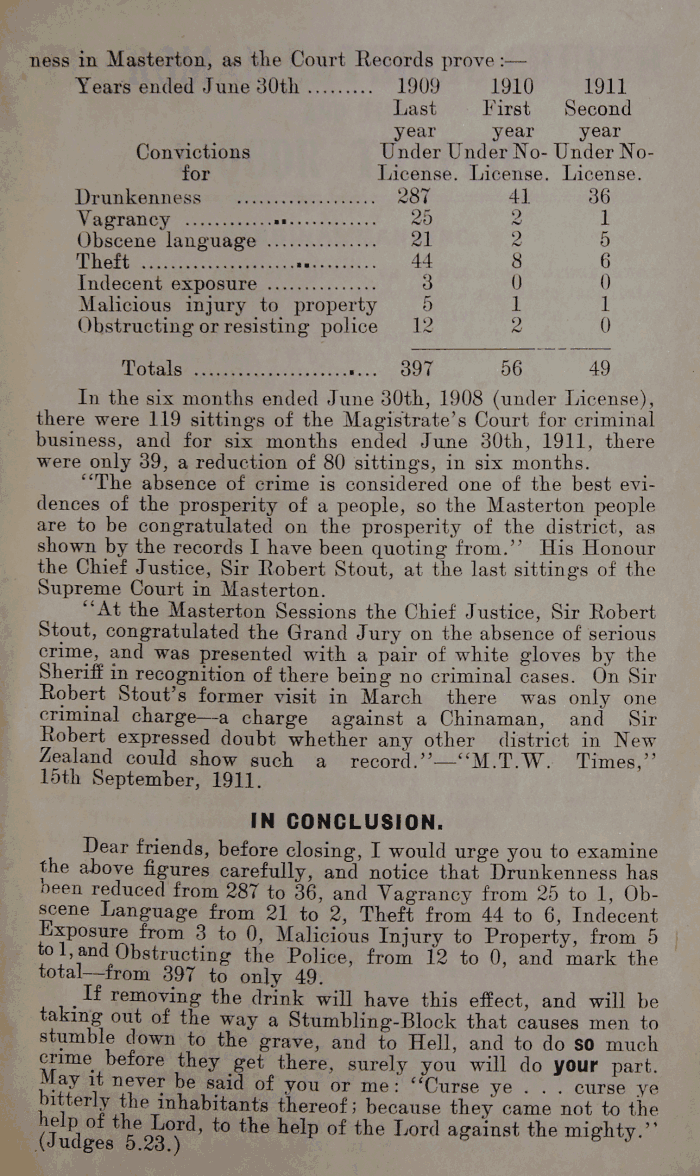 ness in Masterton, as the Court Records prove :—
Years ended June 30th ......... 1909 1910 1911
Last First Second
year year year
Convictions Under Under No- Under No-
for License. License. License.
Drunkenness ................... 287 41 36
Vagrancy ........................... 25 2 1
Obscene language ............... 21 2 5
Theft ................................. 44 8 6
Indecent exposure ............... 3 0 0
Malicious injury to property 5 1 1
Obstructing or resisting police 12 2 0
Totals ......................... 397 56 49
In the six months ended June 30th, 1908 (under License),
there were 119 sittings of the Magistrate's Court for criminal
business, and for six months ended June 30th, 1911, there
were only 39, a reduction of 80 sittings, in six months.
"The absence of crime is considered one of the best evi-
dences of the prosperity of a people, so the Masterton people
are to be congratulated on the prosperity of the district, as
shown by the records I have been quoting from." His Honour
the Chief Justice, Sir Robert Stout, at the last sittings of the
Supreme Court in Masterton.
"At the Masterton Sessions the Chief Justice, Sir Robert
Stout, congratulated the Grand Jury on the absence of serious
crime, and was presented with a pair of white gloves by the
Sheriff in recognition of there being no criminal cases. On Sir
Robert Stout's former visit in March there was only one
criminal charge—a charge against a Chinaman, and Sir
Robert expressed doubt whether any other district in New
Zealand could show such a record."—"M.T.W. Times,"
15th September, 1911.
IN CONCLUSION.
Dear friends, before closing, I would urge you to examine
the above figures carefully, and notice that Drunkenness has
been reduced from 287 to 36, and Vagrancy from 25 to 1, Ob-
scene Language from 21 to 2, Theft from 44 to 6, Indecent
Exposure from 3 to 0, Malicious Injury to Property, from 5
to 1, and Obstructing the Police, from 12 to 0, and mark the
total—from 397 to only 49.
If removing the drink will have this effect, and will be
taking out of the way a Stumbling-Block that causes men to
stumble down to the grave, and to Hell, and to do so much
crime before they get there, surely you will do your part.
May it never be said of you or me: "Curse ye . . . curse ye
bitterly the inhabitants thereof; because they came not to the
help of the Lord, to the help of the Lord against the mighty."
(Judges 5.23.)